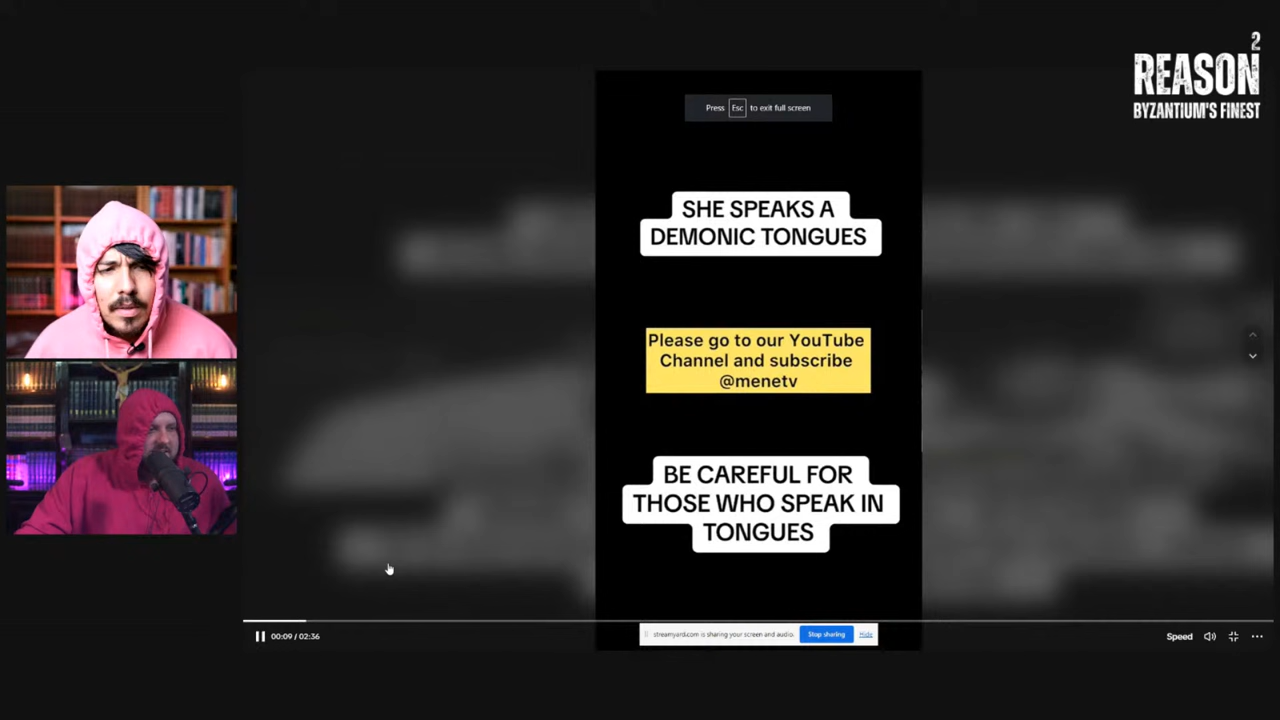 2
REASON
BYZANTIUM'S FINEST
Press Esc to exit full screen
SHE SPEAKS A
DEMONIC TONGUES
Please go to our YouTube
Channel and subscribe
@menetv
BE CAREFUL FOR
THOSE WHO SPEAK IN
TONGUES
streamyard.com is sharing your screen and audio. Stop sharing Hide
00:09 / 02:36 Speed